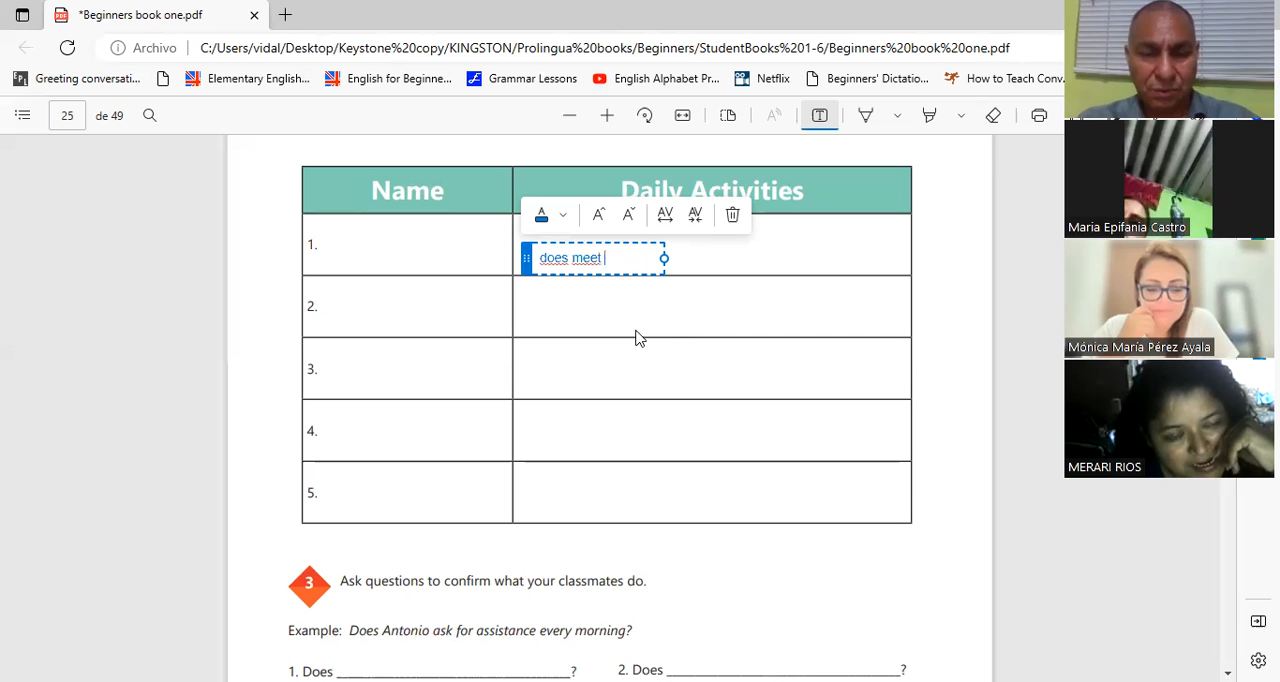 *Beginners book one.pdf
Archivo
C:/Users/vidal/Desktop/Keystone%20copy/KINGSTON/Prolingua%20books/Beginners/StudentBooks%201-6/Beginners%20book%20one.pdf
Greeting conversati...
Elementary English...
English for Beginne...
Grammar Lessons
English Alphabet Pr...
Netflix
Beginners' Dictatio...
How to Teach Conv...
25 de 49
Name
Daily Activities
1.
does meet
2.
3.
4.
5.
3 Ask questions to confirm what your classmates do.
Example: Does Antonio ask for assistance every morning?
1. Does ______________________________?
2. Does ______________________________?
Maria Epifania Castro
Mónica María Pérez Ayala
MERARI RIOS